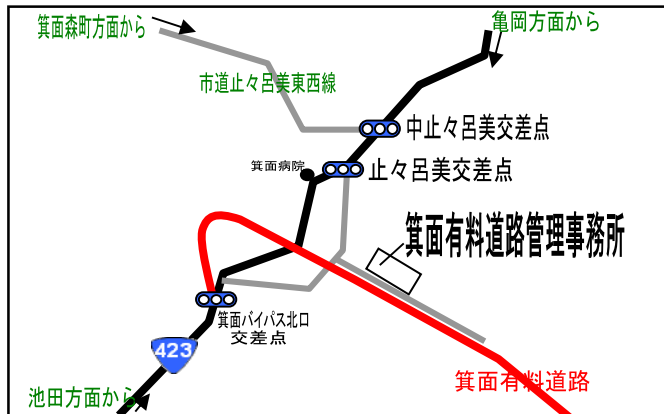 箕面森町方面から
亀岡方面から
市道止々呂美東西線
中止々呂美交差点
箕面病院
止々呂美交差点
箕面有料道路管理事務所
箕面バイパス北口
交差点
423
箕面有料道路
池田方面から